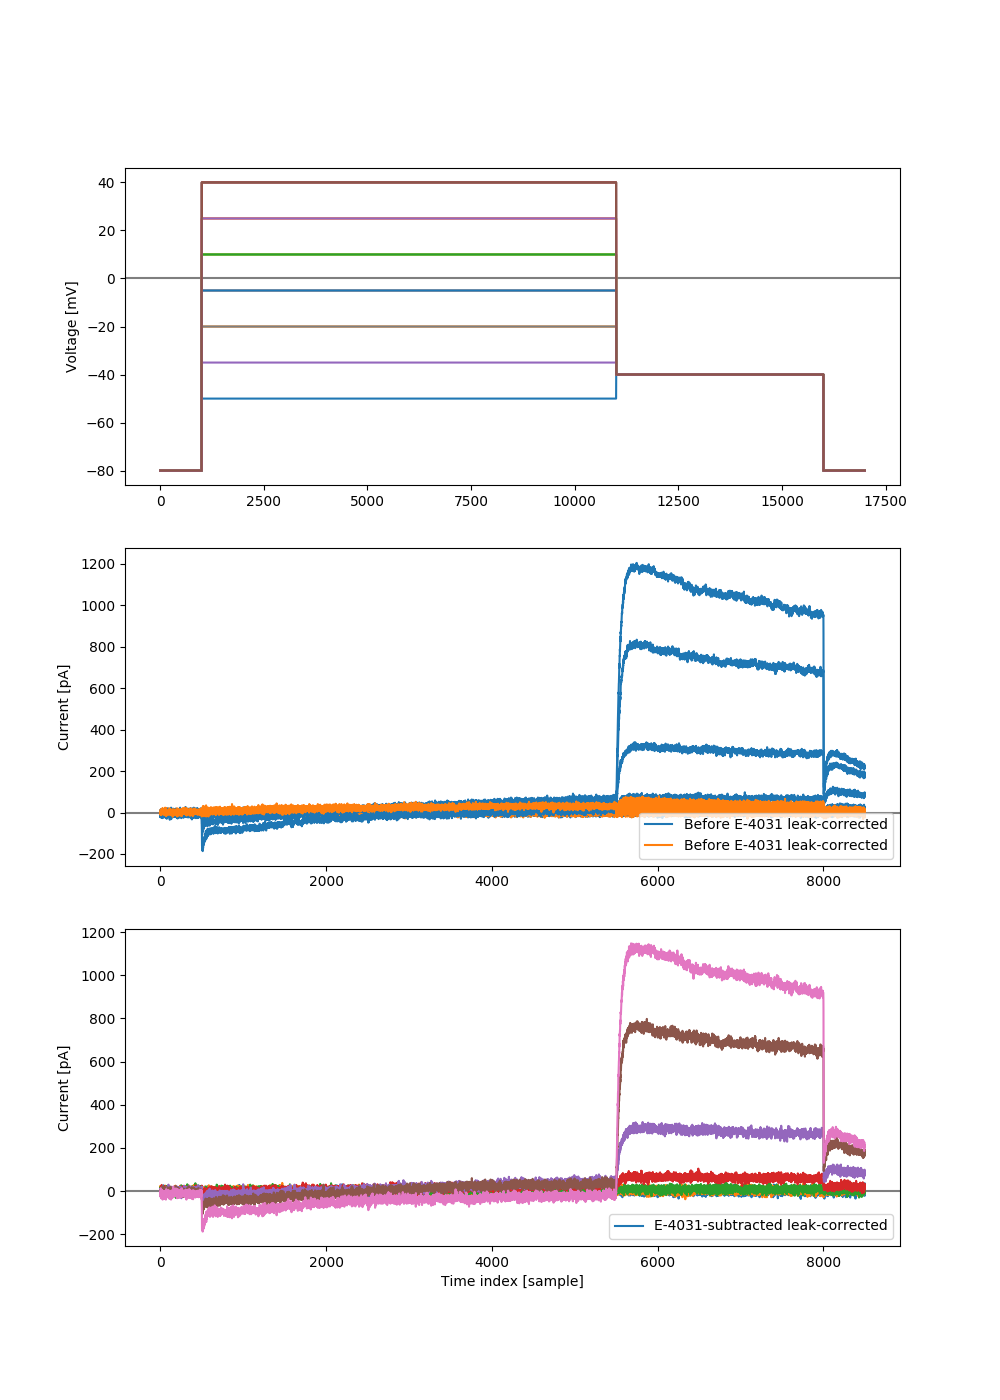 40
20
0
−20
−40
−60
−80
Voltage [mV]
0 2500 5000 7500 10000 12500 15000 17500
1200
1000
800
600
400
200
0
−200
Current [pA]
Before E-4031 leak-corrected
Before E-4031 leak-corrected
0 2000 4000 6000 8000
1200
1000
800
600
400
200
0
−200
Current [pA]
E-4031-subtracted leak-corrected
0 2000 4000 6000 8000
Time index [sample]